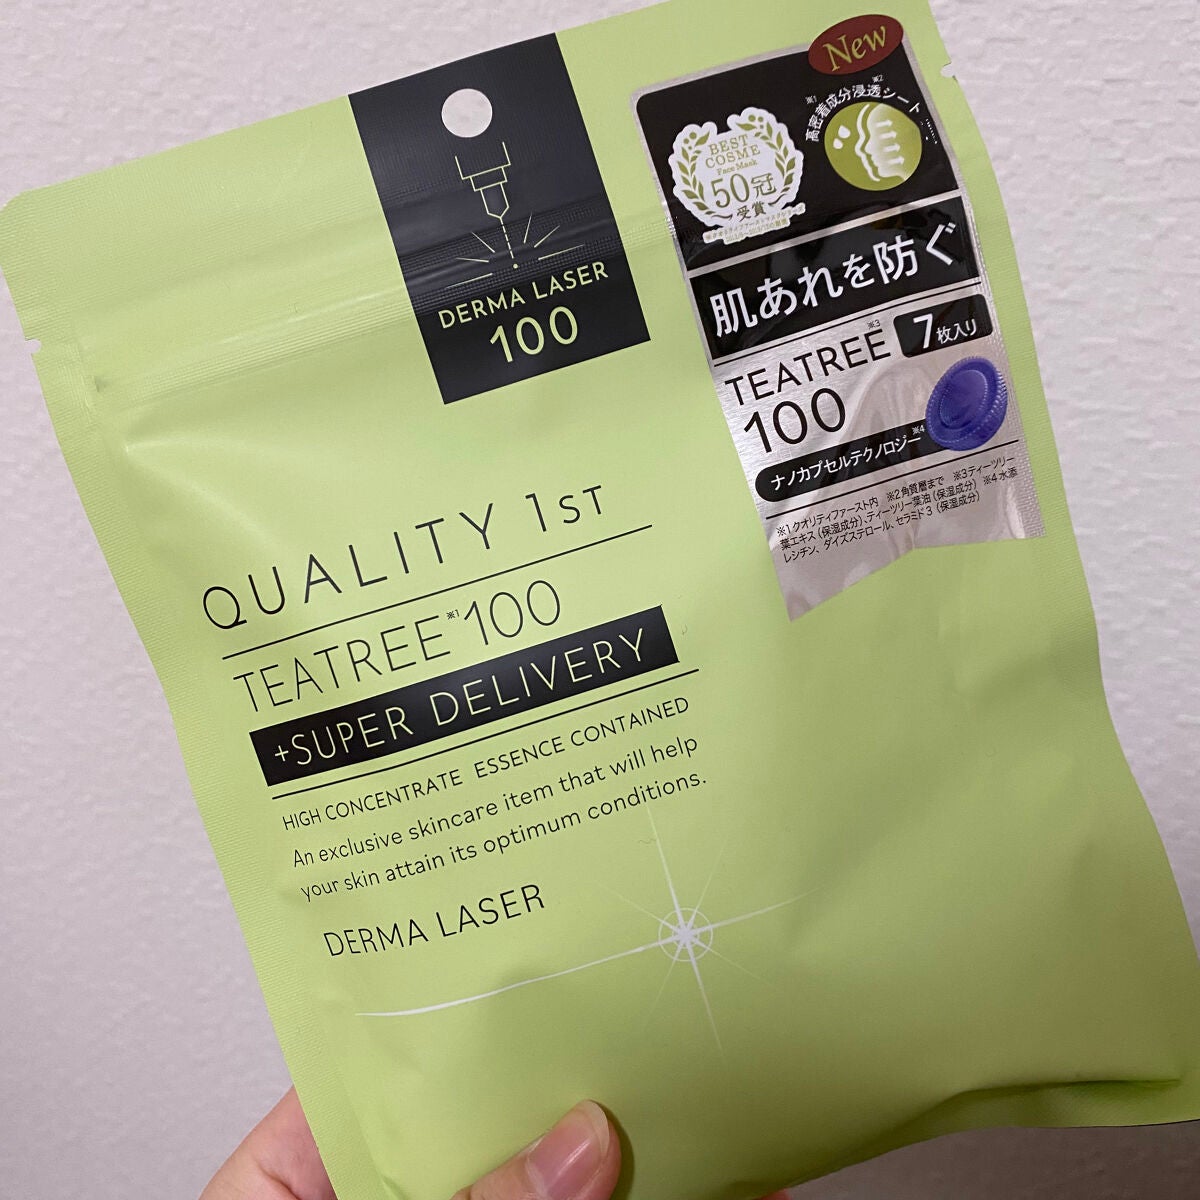 DERMA LASER
100
New
※1 ※2
高密着成分浸透シート
BEST
COSME
Face Mask
50冠
受賞
肌あれを防ぐ
TEATREE※3
100
7枚入り
ナノカプセルテクノロジー※4
※1クオリティファースト内 ※2角質層まで ※3ティーツリー
葉エキス(保湿成分)、ティーツリー葉油(保湿成分) ※4水添
レシチン、ダイズステロール、セラミド3(保湿成分)
QUALITY 1ST
TEATREE※1100
+SUPER DELIVERY
HIGH CONCENTRATE ESSENCE CONTAINED
An exclusive skincare item that will help
your skin attain its optimum conditions.
DERMA LASER